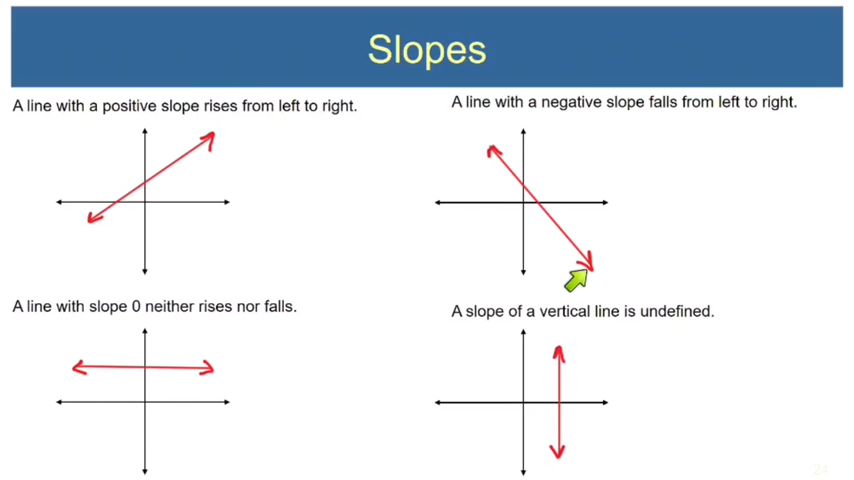 Slopes
A line with a positive slope rises from left to right.
A line with a negative slope falls from left to right.
A line with slope 0 neither rises nor falls.
A slope of a vertical line is undefined.
24